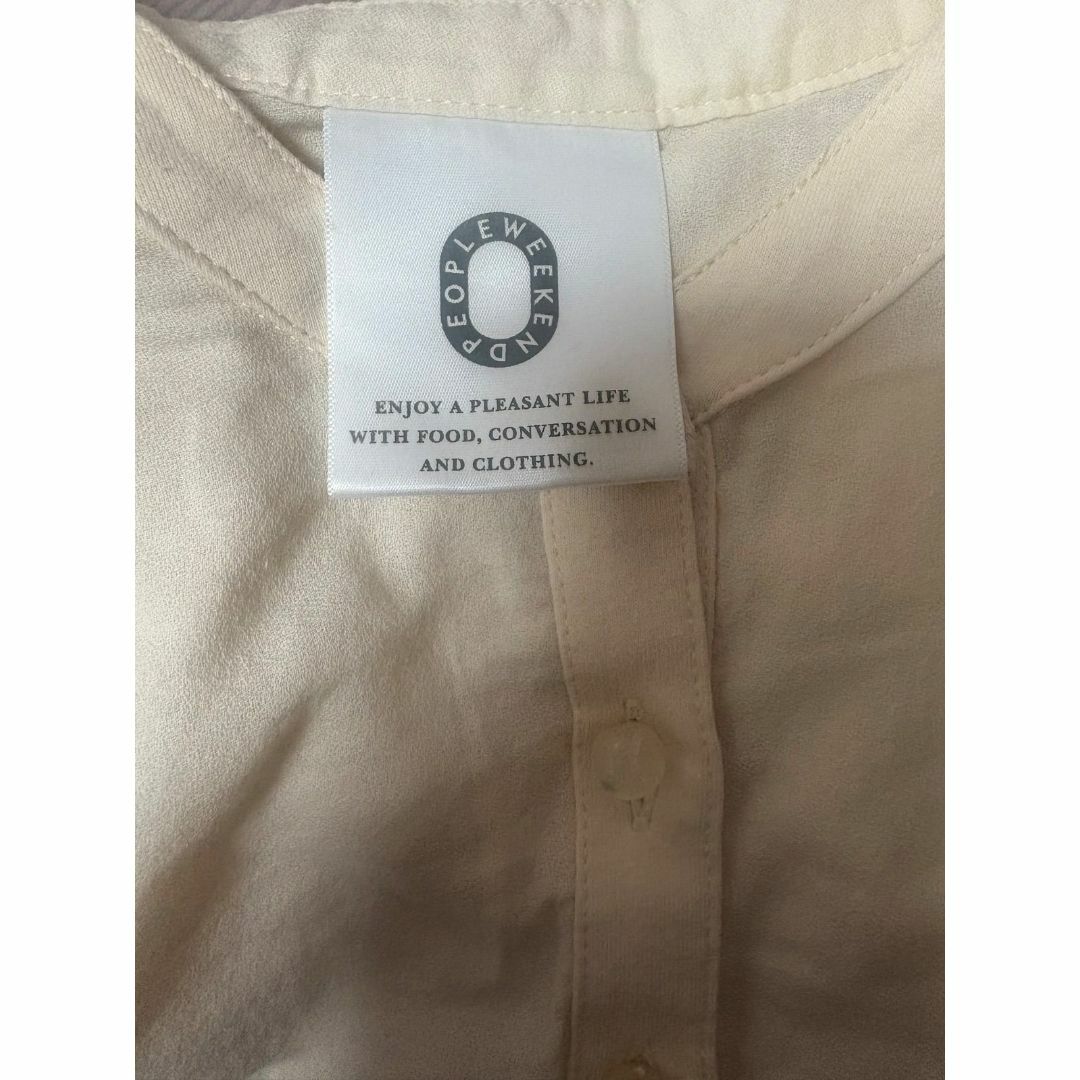 PEOPLEWEEKEND
ENJOY A PLEASANT LIFE
WITH FOOD, CONVERSATION
AND CLOTHING.